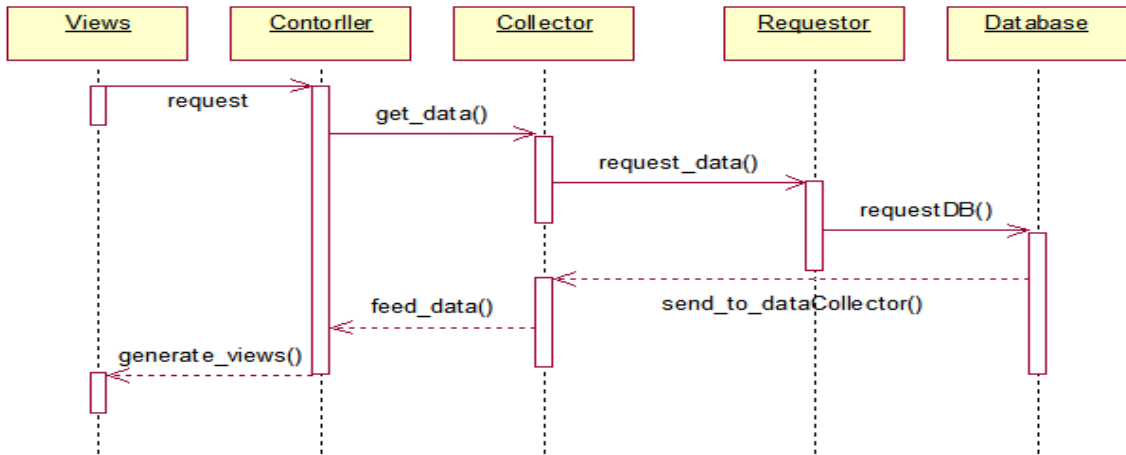 Views
Contorller
Collector
Requestor
Database
request
get_data()
request_data()
requestDB()
send_to_dataCollector()
feed_data()
generate_views()